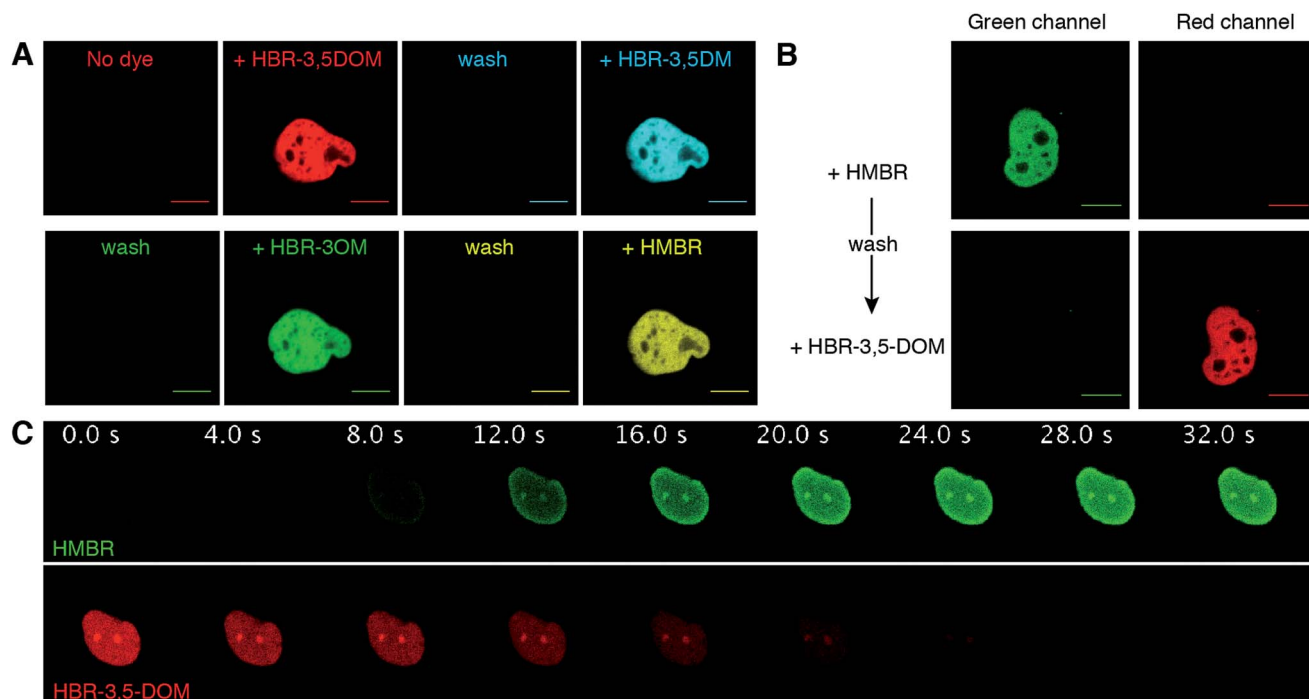 A
No dye
+ HBR-3,5DOM
wash
+ HBR-3,5DM
wash
+ HBR-3OM
wash
+ HMBR
B
Green channel
Red channel
+ HMBR
wash
+ HBR-3,5-DOM
C
0.0 s 4.0 s 8.0 s 12.0 s 16.0 s 20.0 s 24.0 s 28.0 s 32.0 s
HMBR
HBR-3,5-DOM